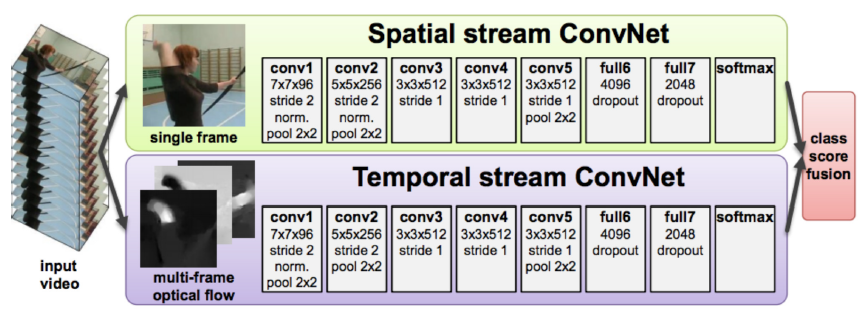 Spatial stream ConvNet
single frame
conv1
7x7x96
stride 2
norm.
pool 2x2
conv2
5x5x256
stride 2
norm.
pool 2x2
conv3
3x3x512
stride 1
conv4
3x3x512
stride 1
conv5
3x3x512
stride 1
pool 2x2
full6
4096
dropout
full7
2048
dropout
softmax
Temporal stream ConvNet
multi-frame
optical flow
conv1
7x7x96
stride 2
norm.
pool 2x2
conv2
5x5x256
stride 2
pool 2x2
conv3
3x3x512
stride 1
conv4
3x3x512
stride 1
conv5
3x3x512
stride 1
pool 2x2
full6
4096
dropout
full7
2048
dropout
softmax
input
video
class
score
fusion